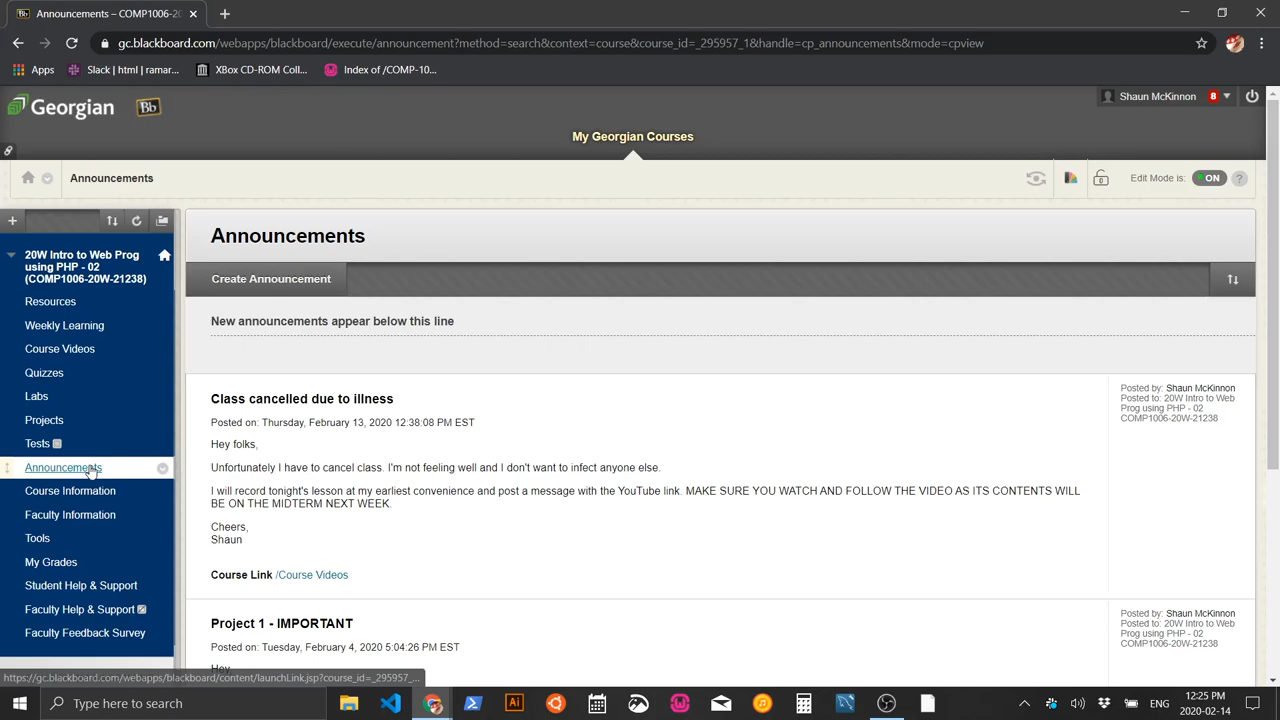 Announcements – COMP1006-20
gc.blackboard.com/webapps/blackboard/execute/announcement?method=search&context=course&course_id=_295957_1&handle=cp_announcements&mode=cpview
Apps
Slack | html | ramar...
XBox CD-ROM Coll...
Index of /COMP-10...
Georgian
Bb
Shaun McKinnon 8
My Georgian Courses
Announcements
Edit Mode is: ON ?
20W Intro to Web Prog
using PHP - 02
(COMP1006-20W-21238)
Resources
Weekly Learning
Course Videos
Quizzes
Labs
Projects
Tests
Announcements
Course Information
Faculty Information
Tools
My Grades
Student Help & Support
Faculty Help & Support
Faculty Feedback Survey
Announcements
Create Announcement
New announcements appear below this line
Class cancelled due to illness
Posted on: Thursday, February 13, 2020 12:38:08 PM EST
Hey folks,
Unfortunately I have to cancel class. I'm not feeling well and I don't want to infect anyone else.
I will record tonight's lesson at my earliest convenience and post a message with the YouTube link. MAKE SURE YOU WATCH AND FOLLOW THE VIDEO AS ITS CONTENTS WILL
BE ON THE MIDTERM NEXT WEEK.
Cheers,
Shaun
Course Link /Course Videos
Posted by: Shaun McKinnon
Posted to: 20W Intro to Web
Prog using PHP - 02
COMP1006-20W-21238
Project 1 - IMPORTANT
Posted on: Tuesday, February 4, 2020 5:04:26 PM EST
Hey
Posted by: Shaun McKinnon
Posted to: 20W Intro to Web
Prog using PHP - 02
COMP1006-20W-21238
https://gc.blackboard.com/webapps/blackboard/content/launchLink.jsp?course_id=_295957_...
Type here to search
Ai
ENG
12:25 PM
2020-02-14